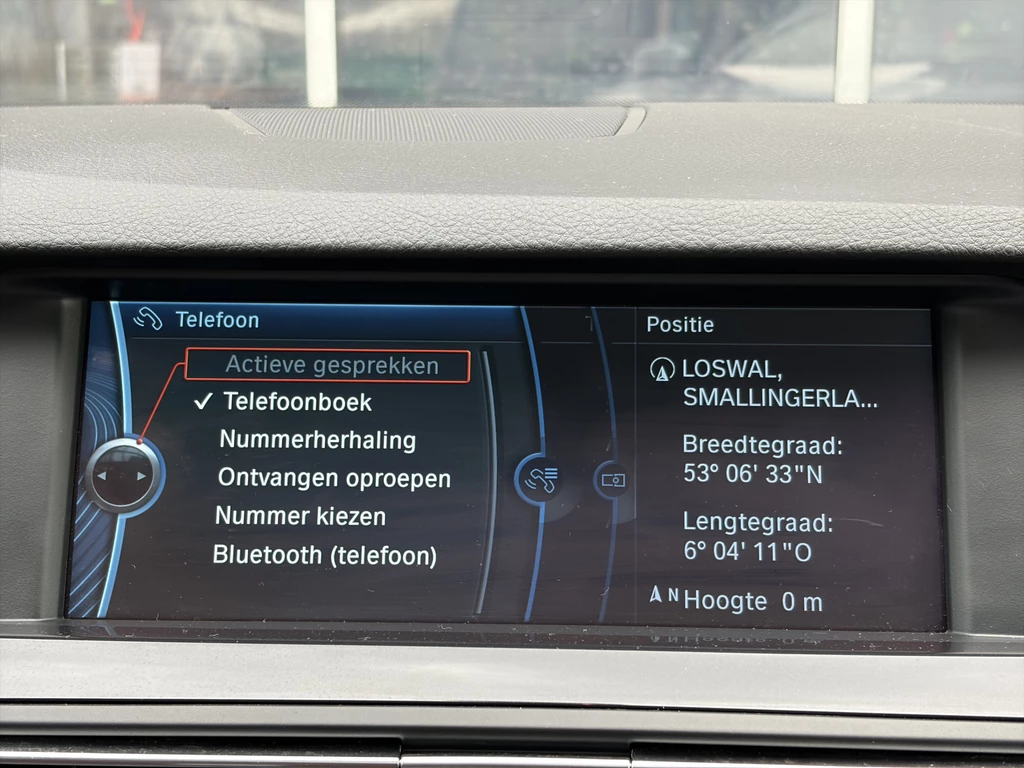 Telefoon
Actieve gesprekken
Telefoonboek
Nummerherhaling
Ontvangen oproepen
Nummer kiezen
Bluetooth (telefoon)
Positie
LOSWAL,
SMALLINGERLA...
Breedtegraad:
53° 06' 33"N
Lengtegraad:
6° 04' 11"O
N Hoogte 0 m